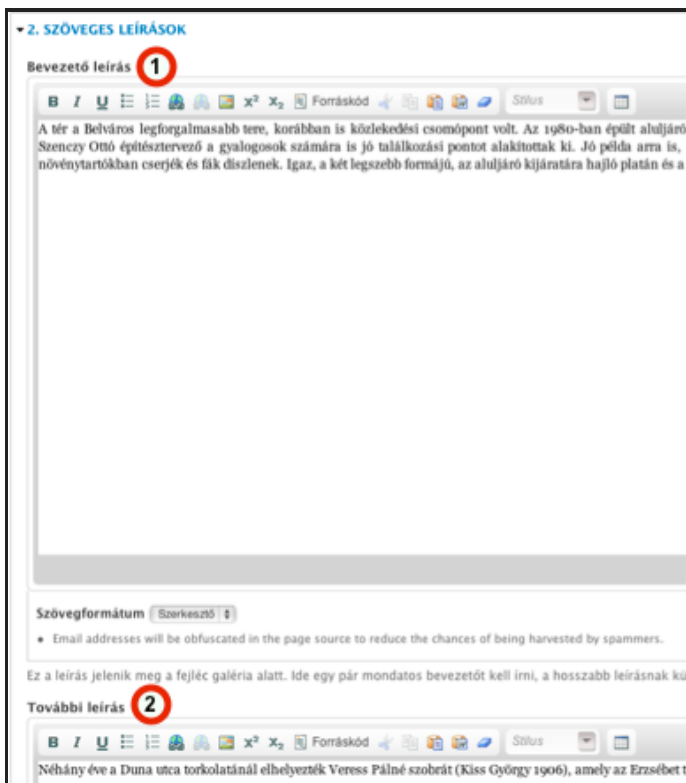 2. SZÖVEGES LEÍRÁSOK
Bevezető leírás 1
B I U x² X₂ Forráskód Stílus
A tér a Belváros legforgalmasabb tere, korábban is közlekedési csomópont volt. Az 1980-ban épült aluljáró
Szenczy Ottó építésztervező a gyalogosok számára is jó találkozási pontot alakítottak ki. Jó példa arra is,
növénytartókban cserjék és fák díszlenek. Igaz, a két legszebb formájú, az aluljáró kijáratára hajló platán és a
Szövegformátum Szerkesztő
• Email addresses will be obfuscated in the page source to reduce the chances of being harvested by spammers.
Ez a leírás jelenik meg a fejléc galéria alatt. Ide egy pár mondatos bevezetőt kell írni, a hosszabb leírásnak kü
További leírás 2
B I U x² X₂ Forráskód Stílus
Néhány éve a Duna utca torkolatánál elhelyezték Veress Pálné szobrát (Kiss György 1906), amely az Erzsébet t